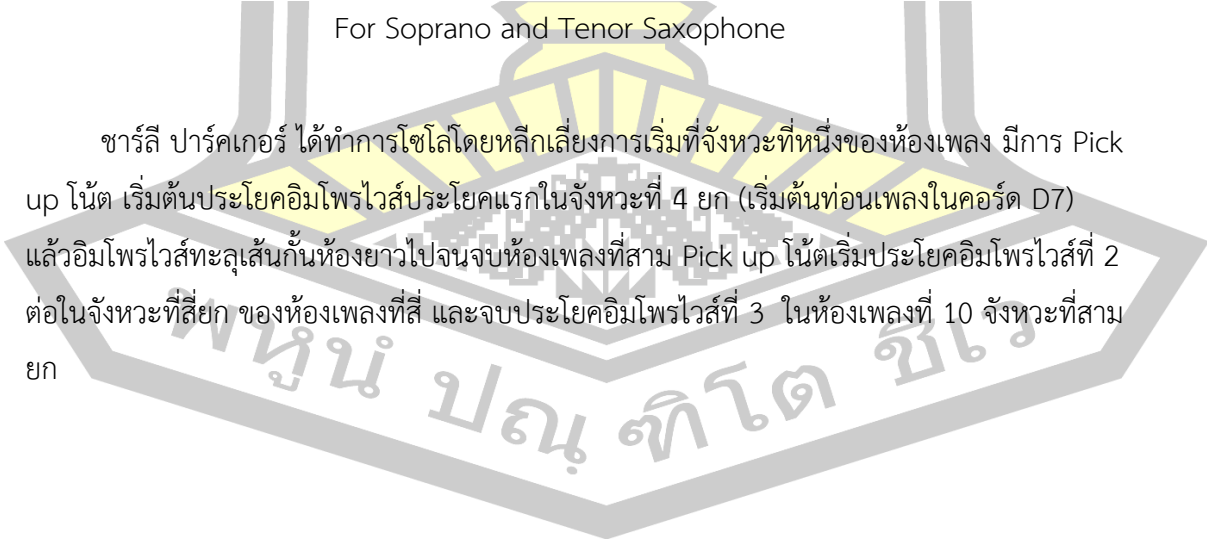 For Soprano and Tenor Saxophone
ชาร์ลี ปาร์คเกอร์ ได้ทำการโซโล่โดยหลีกเลี่ยงการเริ่มที่จังหวะที่หนึ่งของห้องเพลง มีการ Pick
up โน้ต เริ่มต้นประโยคอิมโพรไวส์ประโยคแรกในจังหวะที่ 4 ยก (เริ่มต้นท่อนเพลงในคอร์ด D7)
แล้วอิมโพรไวส์ทะลุเส้นกั้นห้องยาวไปจนจบห้องเพลงที่สาม Pick up โน้ตเริ่มประโยคอิมโพรไวส์ที่ 2
ต่อในจังหวะที่สี่ยก ของห้องเพลงที่สี่ และจบประโยคอิมโพรไวส์ที่ 3 ในห้องเพลงที่ 10 จังหวะที่สาม
ยก
พหูนํ ปณฺฑิโต ชีเว